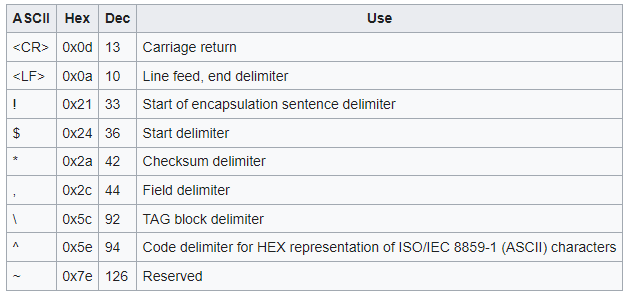 ASCII Hex Dec Use
<CR> 0x0d 13 Carriage return
<LF> 0x0a 10 Line feed, end delimiter
! 0x21 33 Start of encapsulation sentence delimiter
$ 0x24 36 Start delimiter
* 0x2a 42 Checksum delimiter
, 0x2c 44 Field delimiter
\ 0x5c 92 TAG block delimiter
^ 0x5e 94 Code delimiter for HEX representation of ISO/IEC 8859-1 (ASCII) characters
~ 0x7e 126 Reserved